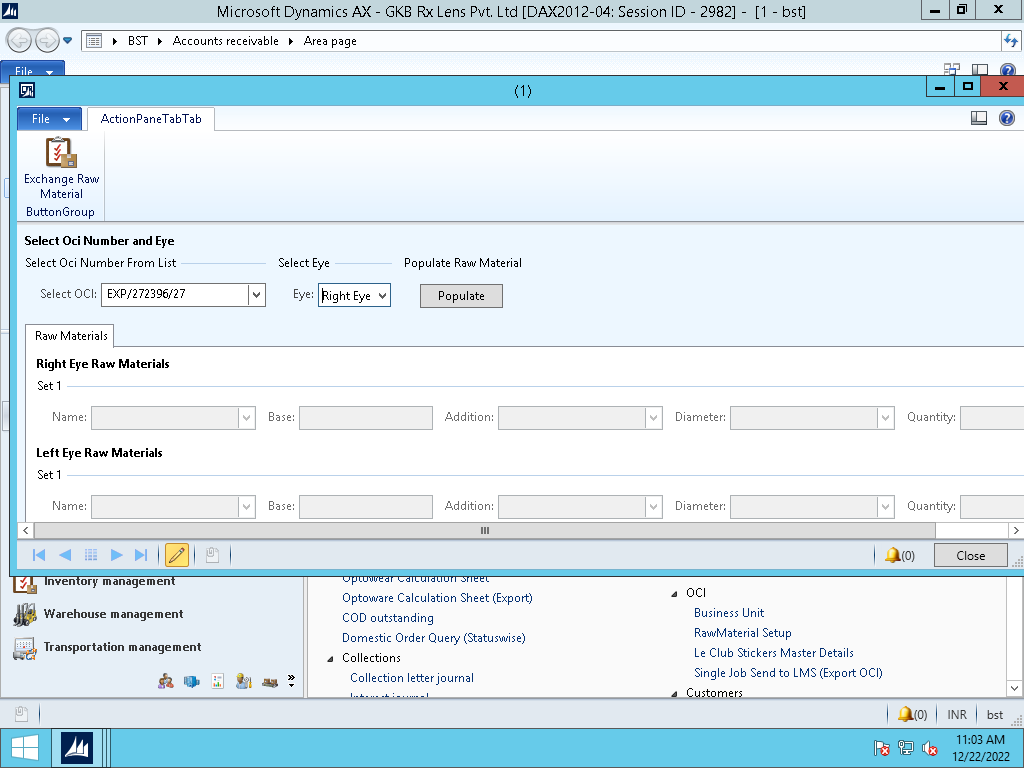 Microsoft Dynamics AX - GKB Rx Lens Pvt. Ltd [DAX2012-04: Session ID - 2982] - [1 - bst]
BST Accounts receivable Area page
File
(1)
File ActionPaneTabTab
Exchange Raw
Material
ButtonGroup
Select Oci Number and Eye
Select Oci Number From List Select Eye Populate Raw Material
Select OCI: EXP/272396/27 Eye: Right Eye Populate
Raw Materials
Right Eye Raw Materials
Set 1
Name: Base: Addition: Diameter: Quantity:
Left Eye Raw Materials
Set 1
Name: Base: Addition: Diameter: Quantity:
(0) Close
Inventory management
Warehouse management
Transportation management
Optowear Calculation Sheet
Optoware Calculation Sheet (Export)
COD outstanding
Domestic Order Query (Statuswise)
Collections
Collection letter journal
Interest journal
OCI
Business Unit
RawMaterial Setup
Le Club Stickers Master Details
Single Job Send to LMS (Export OCI)
Customers
(0) INR bst
11:03 AM
12/22/2022